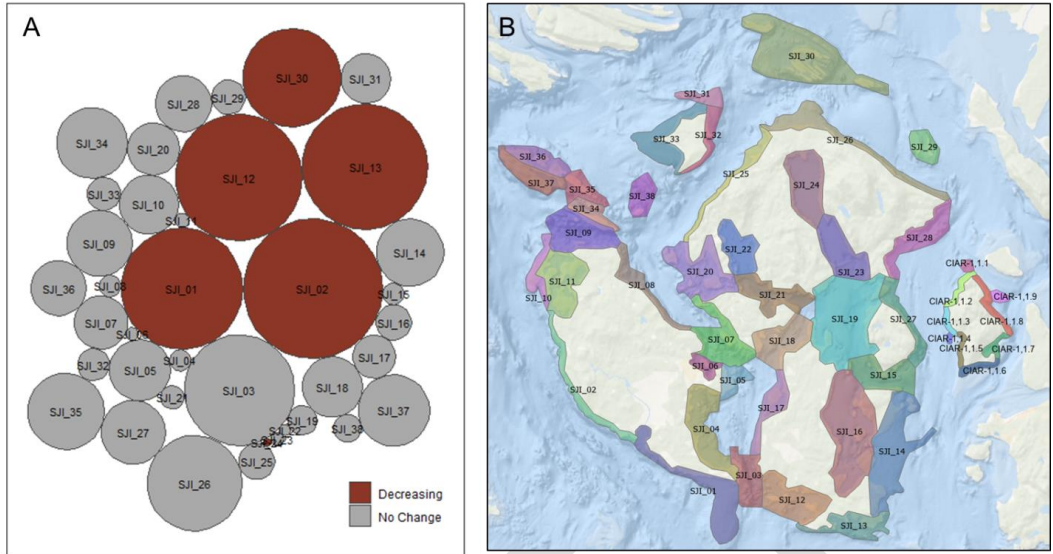 A
SJI_30
SJI_31
SJI_28
SJI_29
SJI_34
SJI_20
SJI_12
SJI_13
SJI_33
SJI_10
SJI_11
SJI_09
SJI_14
SJI_36
SJI_08
SJI_01
SJI_02
SJI_15
SJI_07
SJI_16
SJI_06
SJI_32
SJI_04
SJI_17
SJI_05
SJI_03
SJI_18
SJI_21
SJI_35
SJI_37
SJI_19
SJI_27
SJI_22
SJI_38
SJI_23
SJI_24
SJI_25
SJI_26
Decreasing
No Change
B
SJI_30
SJI_31
SJI_32
SJI_33
SJI_26
SJI_29
SJI_36
SJI_25
SJI_37
SJI_35
SJI_24
SJI_38
SJI_34
SJI_09
SJI_28
SJI_22
CIAR-1,1.1
SJI_20
SJI_23
SJI_11
SJI_08
SJI_10
SJI_21
CIAR-1,1.9
CIAR-1,1.2
SJI_19
SJI_27
CIAR-1,1.3
CIAR-1,1.8
SJI_07
SJI_18
CIAR-1,1.4
CIAR-1,1.5
CIAR-1,1.7
SJI_06
CIAR-1,1.6
SJI_05
SJI_15
SJI_02
SJI_17
SJI_04
SJI_16
SJI_14
SJI_03
SJI_01
SJI_12
SJI_13